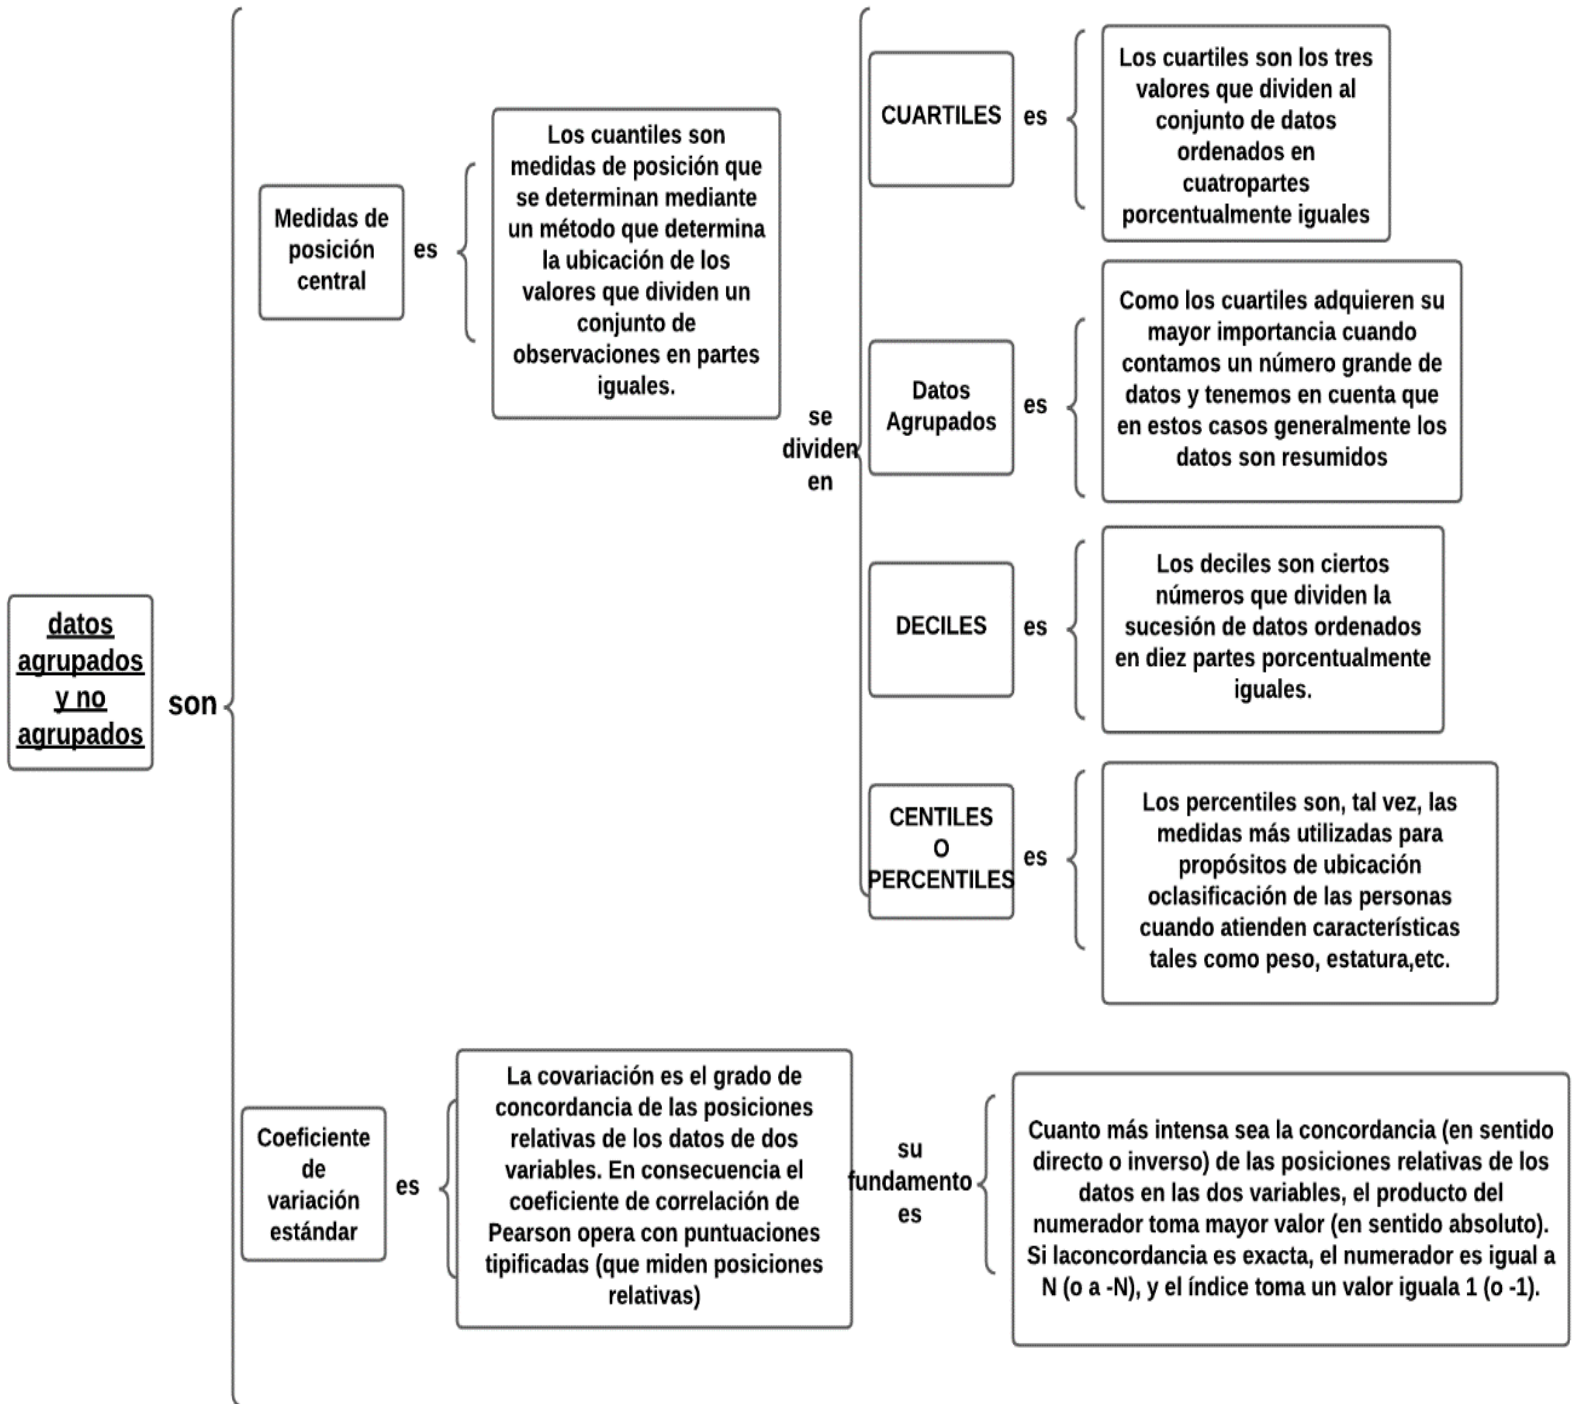 datos
agrupados
y no
agrupados
son
Medidas de
posición
central
es
Los cuantiles son
medidas de posición que
se determinan mediante
un método que determina
la ubicación de los
valores que dividen un
conjunto de
observaciones en partes
iguales.
se
dividen
en
CUARTILES
es
Los cuartiles son los tres
valores que dividen al
conjunto de datos
ordenados en
cuatropartes
porcentualmente iguales
Datos
Agrupados
es
Como los cuartiles adquieren su
mayor importancia cuando
contamos un número grande de
datos y tenemos en cuenta que
en estos casos generalmente los
datos son resumidos
DECILES
es
Los deciles son ciertos
números que dividen la
sucesión de datos ordenados
en diez partes porcentualmente
iguales.
CENTILES
O
PERCENTILES
es
Los percentiles son, tal vez, las
medidas más utilizadas para
propósitos de ubicación
oclasificación de las personas
cuando atienden características
tales como peso, estatura,etc.
Coeficiente
de
variación
estándar
es
La covariación es el grado de
concordancia de las posiciones
relativas de los datos de dos
variables. En consecuencia el
coeficiente de correlación de
Pearson opera con puntuaciones
tipificadas (que miden posiciones
relativas)
su
fundamento
es
Cuanto más intensa sea la concordancia (en sentido
directo o inverso) de las posiciones relativas de los
datos en las dos variables, el producto del
numerador toma mayor valor (en sentido absoluto).
Si laconcordancia es exacta, el numerador es igual a
N (o a -N), y el índice toma un valor iguala 1 (o -1).